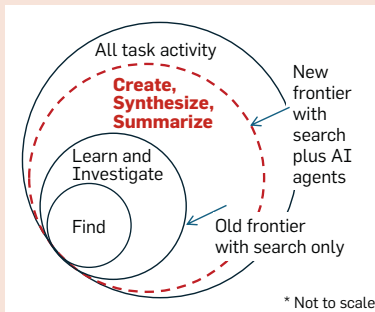 All task activity
Create,
Synthesize,
Summarize
New
frontier
with
search
plus AI
agents
Learn and
Investigate
Find
Old frontier
with search only
* Not to scale